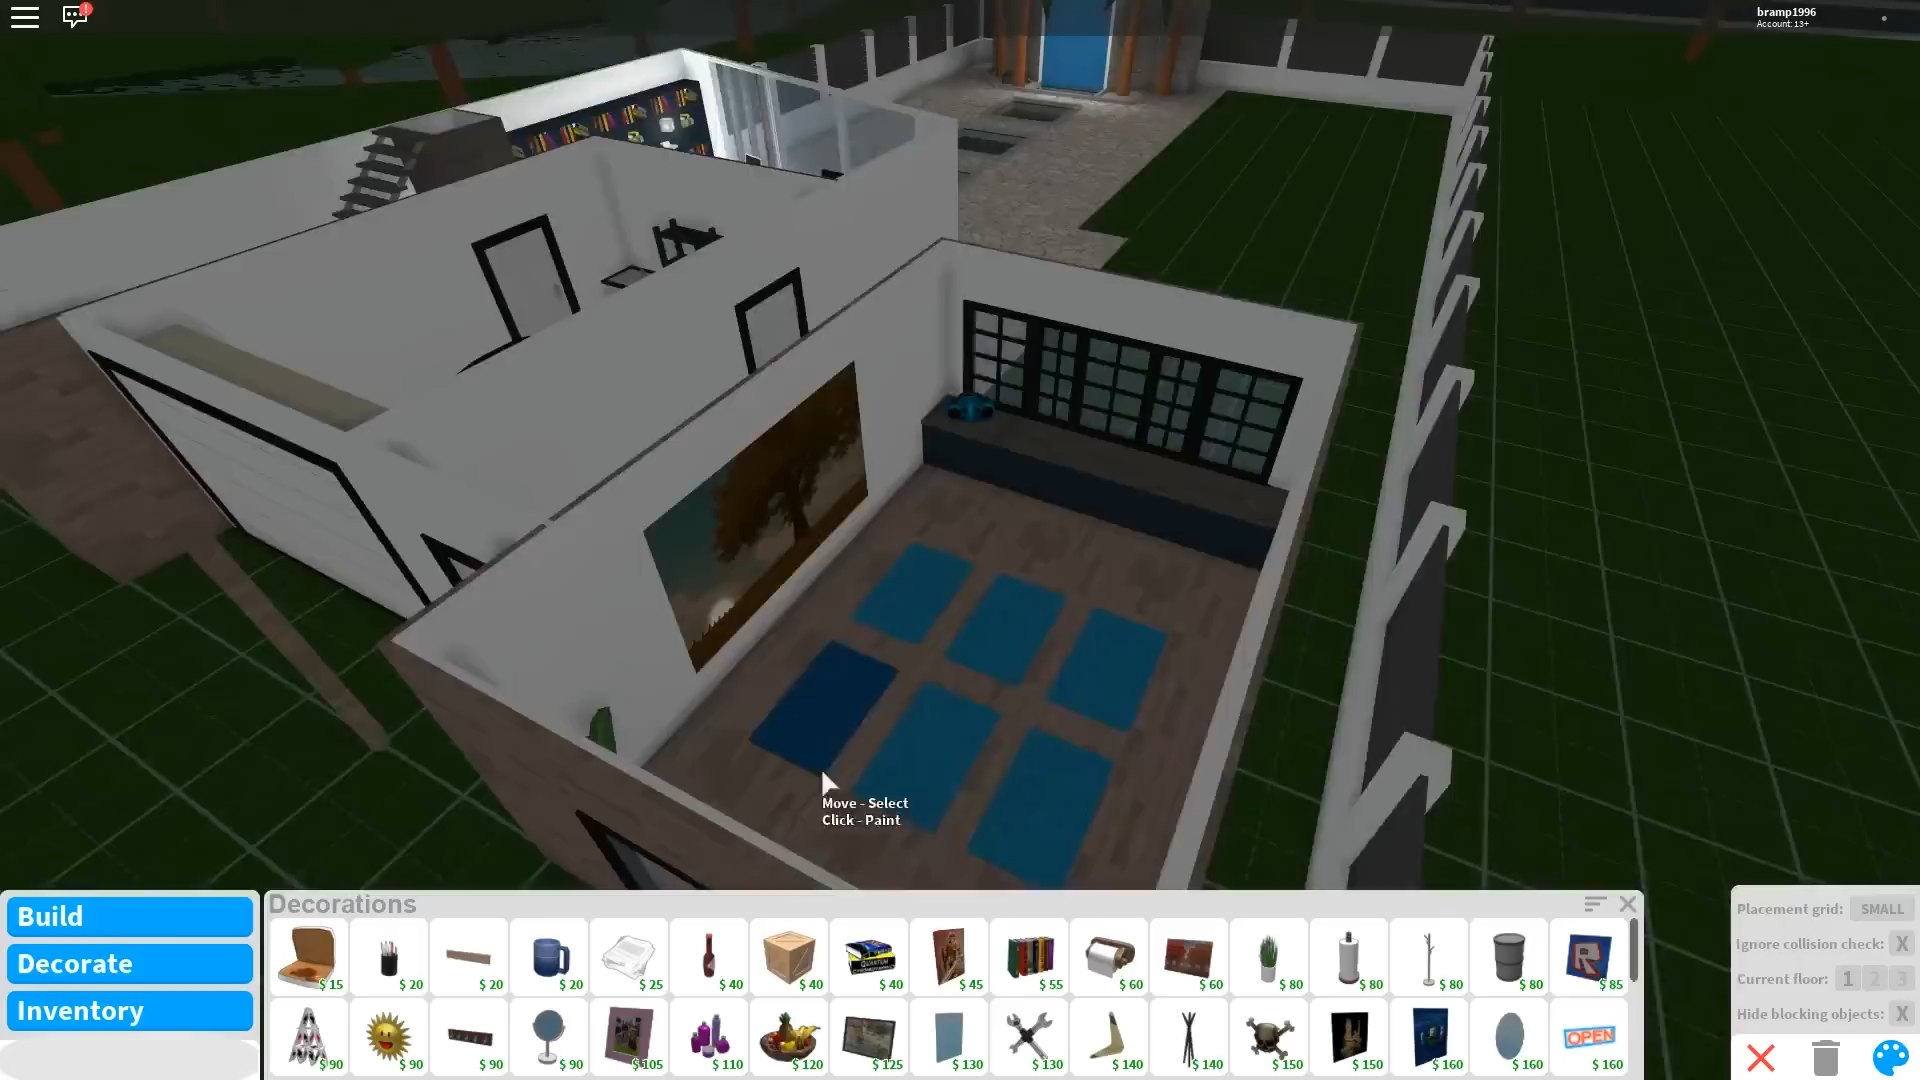 bramp1996
Account: 13+
Move - Select
Click - Paint
Build
Decorate
Inventory
Decorations
$ 15 $ 20 $ 20 $ 20 $ 25 $ 40 $ 40 $ 40 $ 45 $ 55 $ 60 $ 60 $ 80 $ 80 $ 80 $ 80 $ 85
$ 90 $ 90 $ 90 $ 90 $ 105 $ 110 $ 120 $ 125 $ 130 $ 130 $ 140 $ 140 $ 150 $ 150 $ 160 $ 160 $ 160
OPEN
Placement grid: SMALL
Ignore collision check: X
Current floor: 1 2 3
Hide blocking objects: X